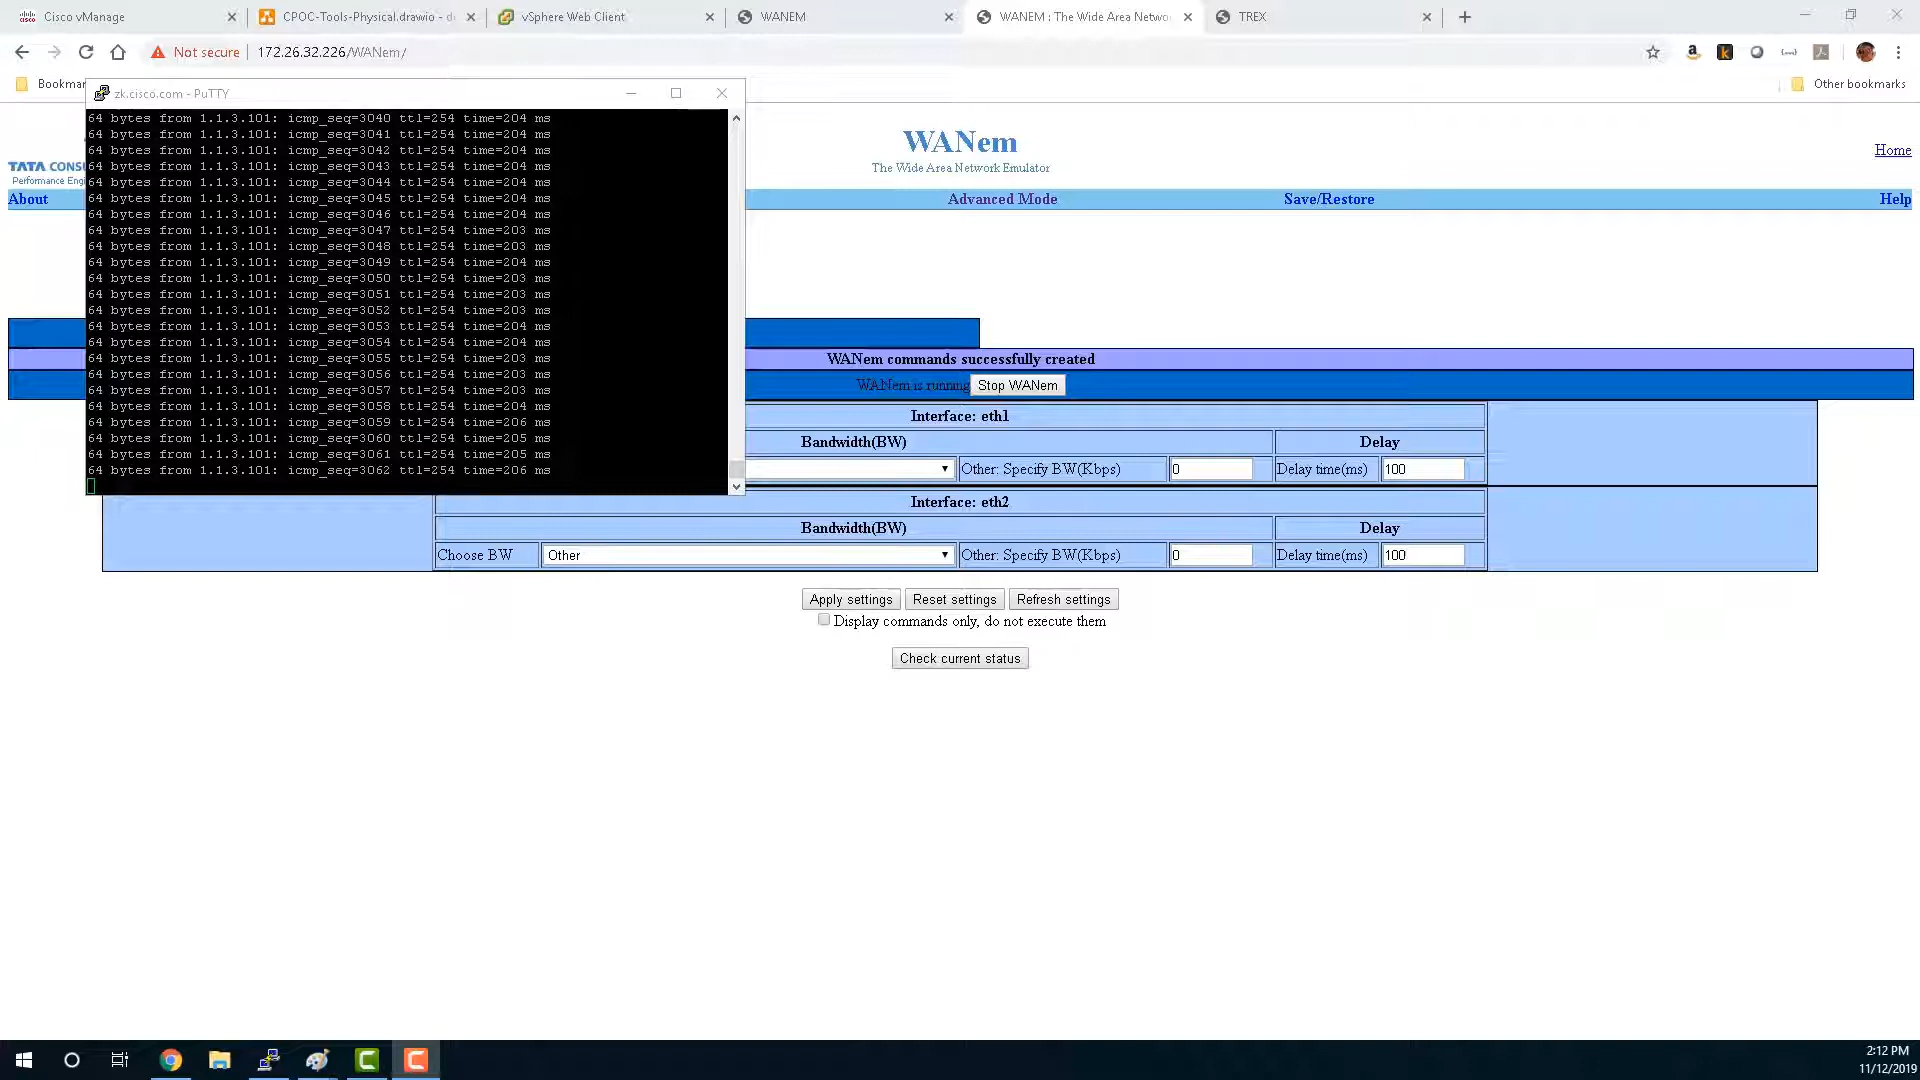 Cisco vManage
CPOC-Tools-Physical.drawio - d
vSphere Web Client
WANEM
WANEM : The Wide Area Netwo
TREX
Not secure
172.26.32.226/WANem/
Bookmar
Other bookmarks
zk.cisco.com - PuTTY
64 bytes from 1.1.3.101: icmp_seq=3040 ttl=254 time=204 ms
64 bytes from 1.1.3.101: icmp_seq=3041 ttl=254 time=204 ms
64 bytes from 1.1.3.101: icmp_seq=3042 ttl=254 time=204 ms
64 bytes from 1.1.3.101: icmp_seq=3043 ttl=254 time=204 ms
64 bytes from 1.1.3.101: icmp_seq=3044 ttl=254 time=204 ms
64 bytes from 1.1.3.101: icmp_seq=3045 ttl=254 time=204 ms
64 bytes from 1.1.3.101: icmp_seq=3046 ttl=254 time=204 ms
64 bytes from 1.1.3.101: icmp_seq=3047 ttl=254 time=203 ms
64 bytes from 1.1.3.101: icmp_seq=3048 ttl=254 time=203 ms
64 bytes from 1.1.3.101: icmp_seq=3049 ttl=254 time=204 ms
64 bytes from 1.1.3.101: icmp_seq=3050 ttl=254 time=203 ms
64 bytes from 1.1.3.101: icmp_seq=3051 ttl=254 time=203 ms
64 bytes from 1.1.3.101: icmp_seq=3052 ttl=254 time=203 ms
64 bytes from 1.1.3.101: icmp_seq=3053 ttl=254 time=204 ms
64 bytes from 1.1.3.101: icmp_seq=3054 ttl=254 time=204 ms
64 bytes from 1.1.3.101: icmp_seq=3055 ttl=254 time=203 ms
64 bytes from 1.1.3.101: icmp_seq=3056 ttl=254 time=203 ms
64 bytes from 1.1.3.101: icmp_seq=3057 ttl=254 time=203 ms
64 bytes from 1.1.3.101: icmp_seq=3058 ttl=254 time=204 ms
64 bytes from 1.1.3.101: icmp_seq=3059 ttl=254 time=206 ms
64 bytes from 1.1.3.101: icmp_seq=3060 ttl=254 time=205 ms
64 bytes from 1.1.3.101: icmp_seq=3061 ttl=254 time=205 ms
64 bytes from 1.1.3.101: icmp_seq=3062 ttl=254 time=206 ms
WANem
The Wide Area Network Emulator
Home
TATA CONS
Performance Eng
About
Advanced Mode
Save/Restore
Help
WANem commands successfully created
WANem is running Stop WANem
Interface: eth1
Bandwidth(BW) Delay
Other: Specify BW(Kbps) 0 Delay time(ms) 100
Interface: eth2
Bandwidth(BW) Delay
Choose BW Other Other: Specify BW(Kbps) 0 Delay time(ms) 100
Apply settings Reset settings Refresh settings
Display commands only, do not execute them
Check current status
2:12 PM
11/12/2019